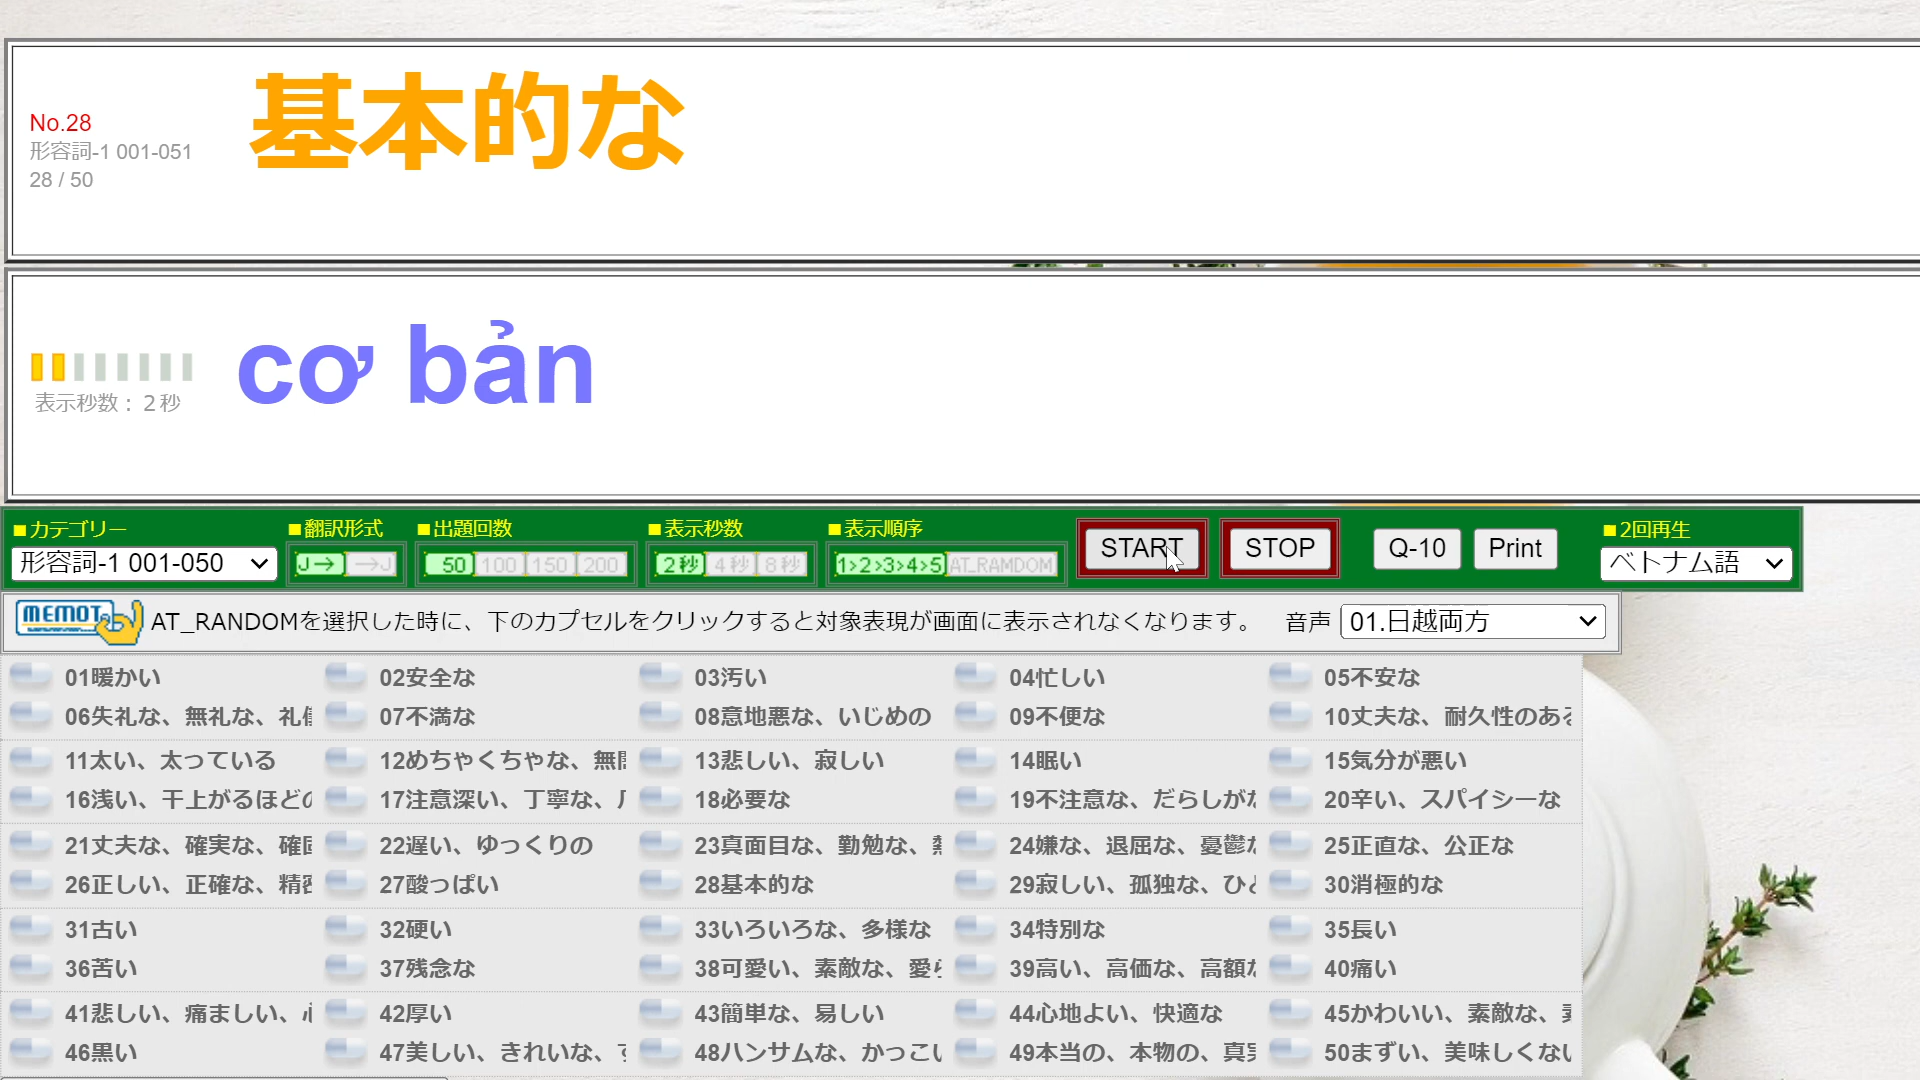 No.28
形容詞-1 001-051
28 / 50
基本的な
表示秒数：２秒
cơ bản
■カテゴリー
形容詞-1 001-050
■翻訳形式
J→ →J
■出題回数
50 100 150 200
■表示秒数
2秒 4秒 8秒
■表示順序
1>2>3>4>5 AT_RAMDOM
START
STOP
Q-10
Print
■2回再生
ベトナム語
MEMOT
AT_RANDOMを選択した時に、下のカプセルをクリックすると対象表現が画面に表示されなくなります。
音声
01.日越両方
01暖かい 02安全な 03汚い 04忙しい 05不安な
06失礼な、無礼な、 07不満な 08意地悪な、いじめの 09不便な 10丈夫な、耐久性のある
11太い、太っている 12めちゃくちゃな、 13悲しい、寂しい 14眠い 15気分が悪い
16浅い、干上がるほどの 17注意深い、丁寧な、 18必要な 19不注意な、だらしがな 20辛い、スパイシーな
21丈夫な、確実な、 22遅い、ゆっくりの 23真面目な、勤勉な、 24嫌な、退屈な、憂鬱な 25正直な、公正な
26正しい、正確な、 27酸っぱい 28基本的な 29寂しい、孤独な、ひと 30消極的な
31古い 32硬い 33いろいろな、多様な 34特別な 35長い
36苦い 37残念な 38可愛い、素敵な、 39高い、高価な、高額な 40痛い
41悲しい、痛ましい、 42厚い 43簡単な、易しい 44心地よい、快適な 45かわいい、素敵な、
46黒い 47美しい、きれいな、 48ハンサムな、かっこい 49本当の、本物の、 50まずい、美味しくない